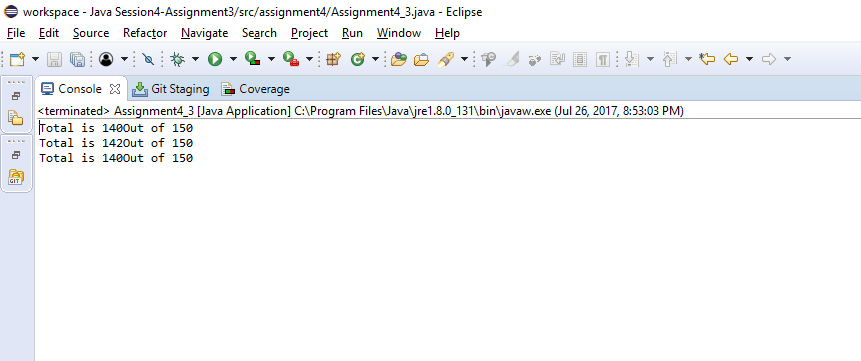 workspace - Java Session4-Assignment3/src/assignment4/Assignment4_3.java - Eclipse
File Edit Source Refactor Navigate Search Project Run Window Help
Console Git Staging Coverage
<terminated> Assignment4_3 [Java Application] C:\Program Files\Java\jre1.8.0_131\bin\javaw.exe (Jul 26, 2017, 8:53:03 PM)
Total is 140Out of 150
Total is 142Out of 150
Total is 140Out of 150
GIT